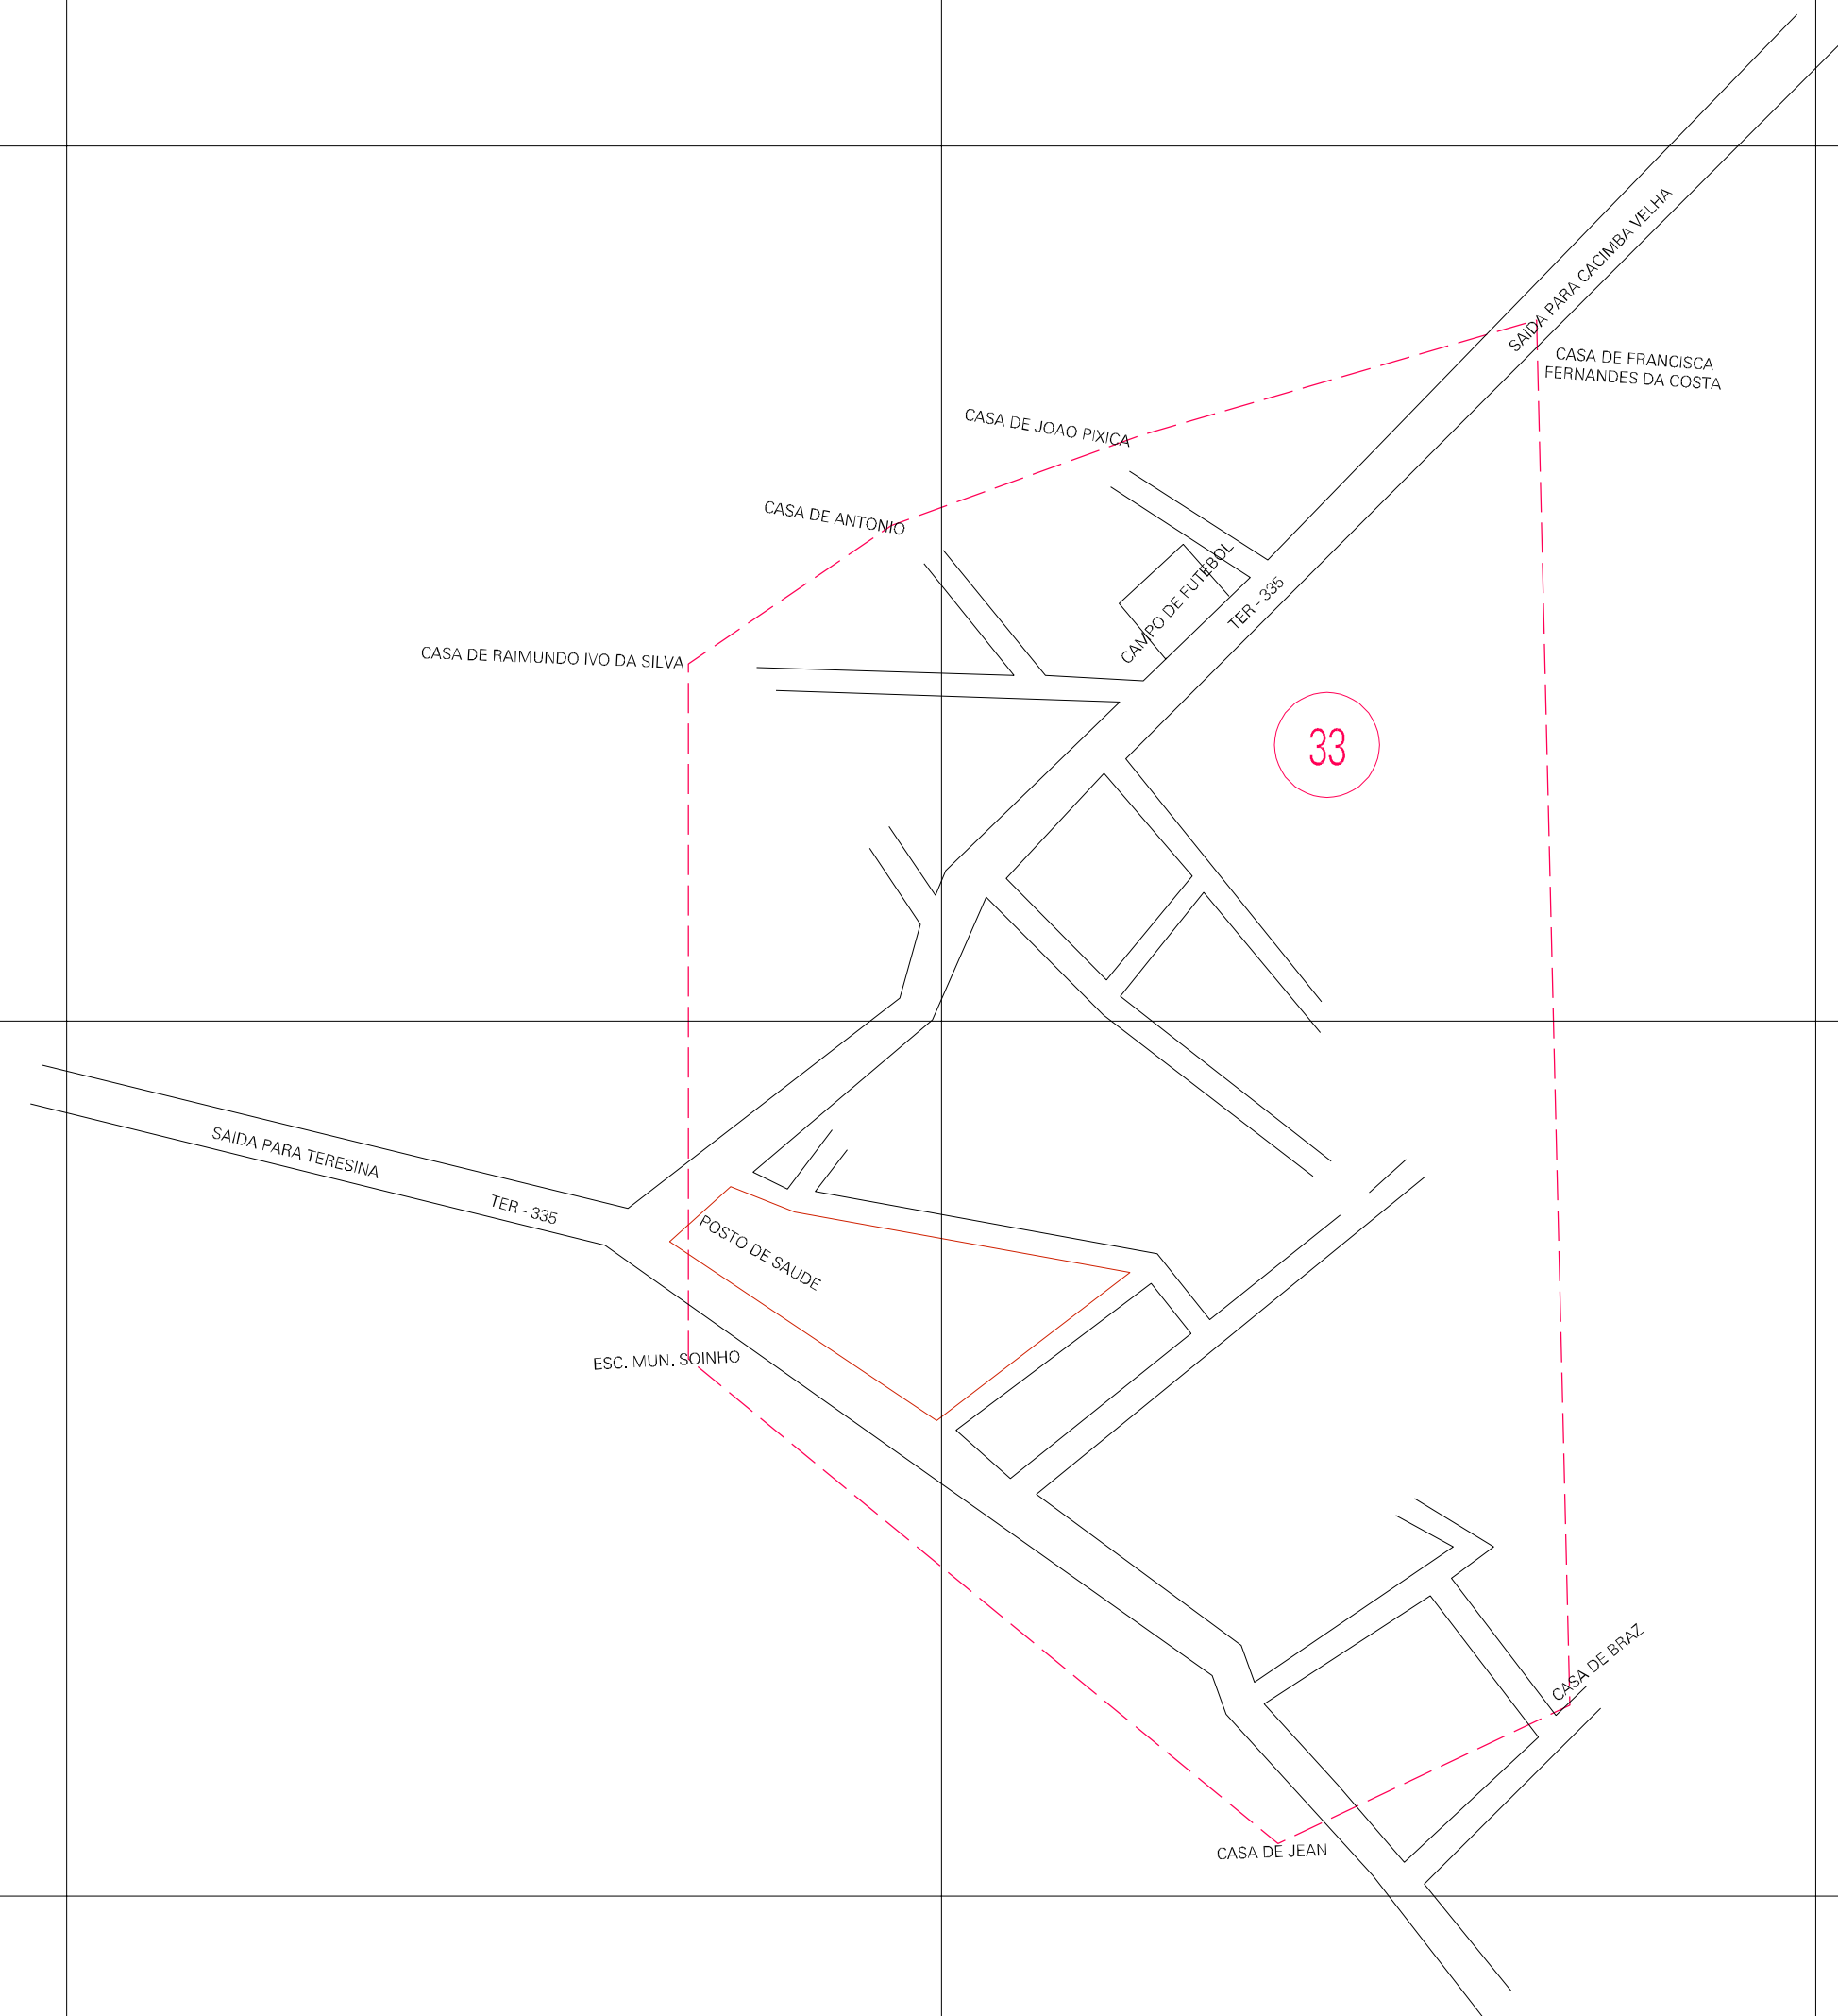 SAIDA PARA CACIMBA VELHA
CASA DE FRANCISCA
FERNANDES DA COSTA
CASA DE JOAO PIXICA
CASA DE ANTONIO
CAMPO DE FUTEBOL
TER - 335
CASA DE RAIMUNDO IVO DA SILVA
33
SAIDA PARA TERESINA
TER - 335
POSTO DE SAUDE
ESC. MUN. SOINHO
CASA DE BRAZ
CASA DE JEAN